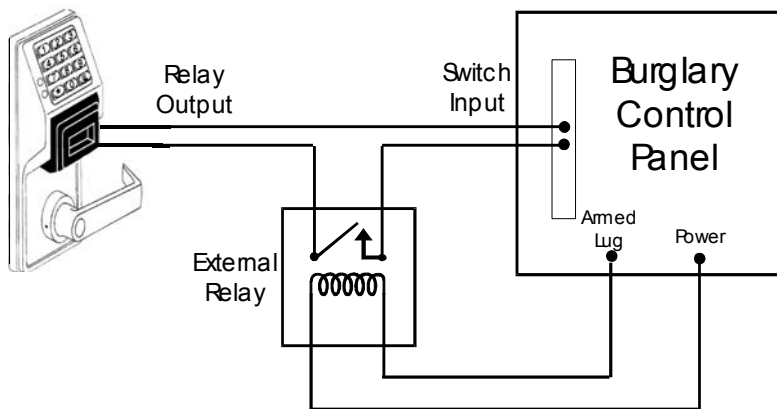 Relay
Output
Switch
Input
Burglary
Control
Panel
Armed
Lug
Power
External
Relay